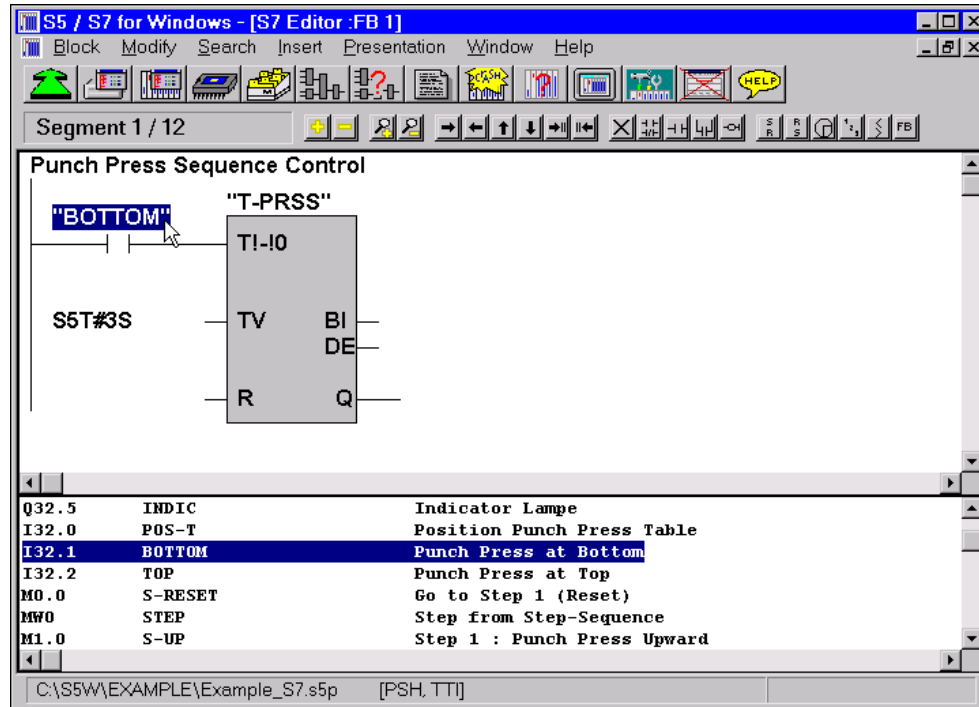 S5 / S7 for Windows - [S7 Editor :FB 1]
Block Modify Search Insert Presentation Window Help
CRASH HELP
Segment 1 / 12
FB
Punch Press Sequence Control
"T-PRSS"
"BOTTOM"
T!-!0
S5T#3S TV BI
DE
R Q
Q32.5 INDIC Indicator Lampe
I32.0 POS-T Position Punch Press Table
I32.1 BOTTOM Punch Press at Bottom
I32.2 TOP Punch Press at Top
M0.0 S-RESET Go to Step 1 (Reset)
MW0 STEP Step from Step-Sequence
M1.0 S-UP Step 1 : Punch Press Upward
C:\S5W\EXAMPLE\Example_S7.s5p [PSH, TTI]